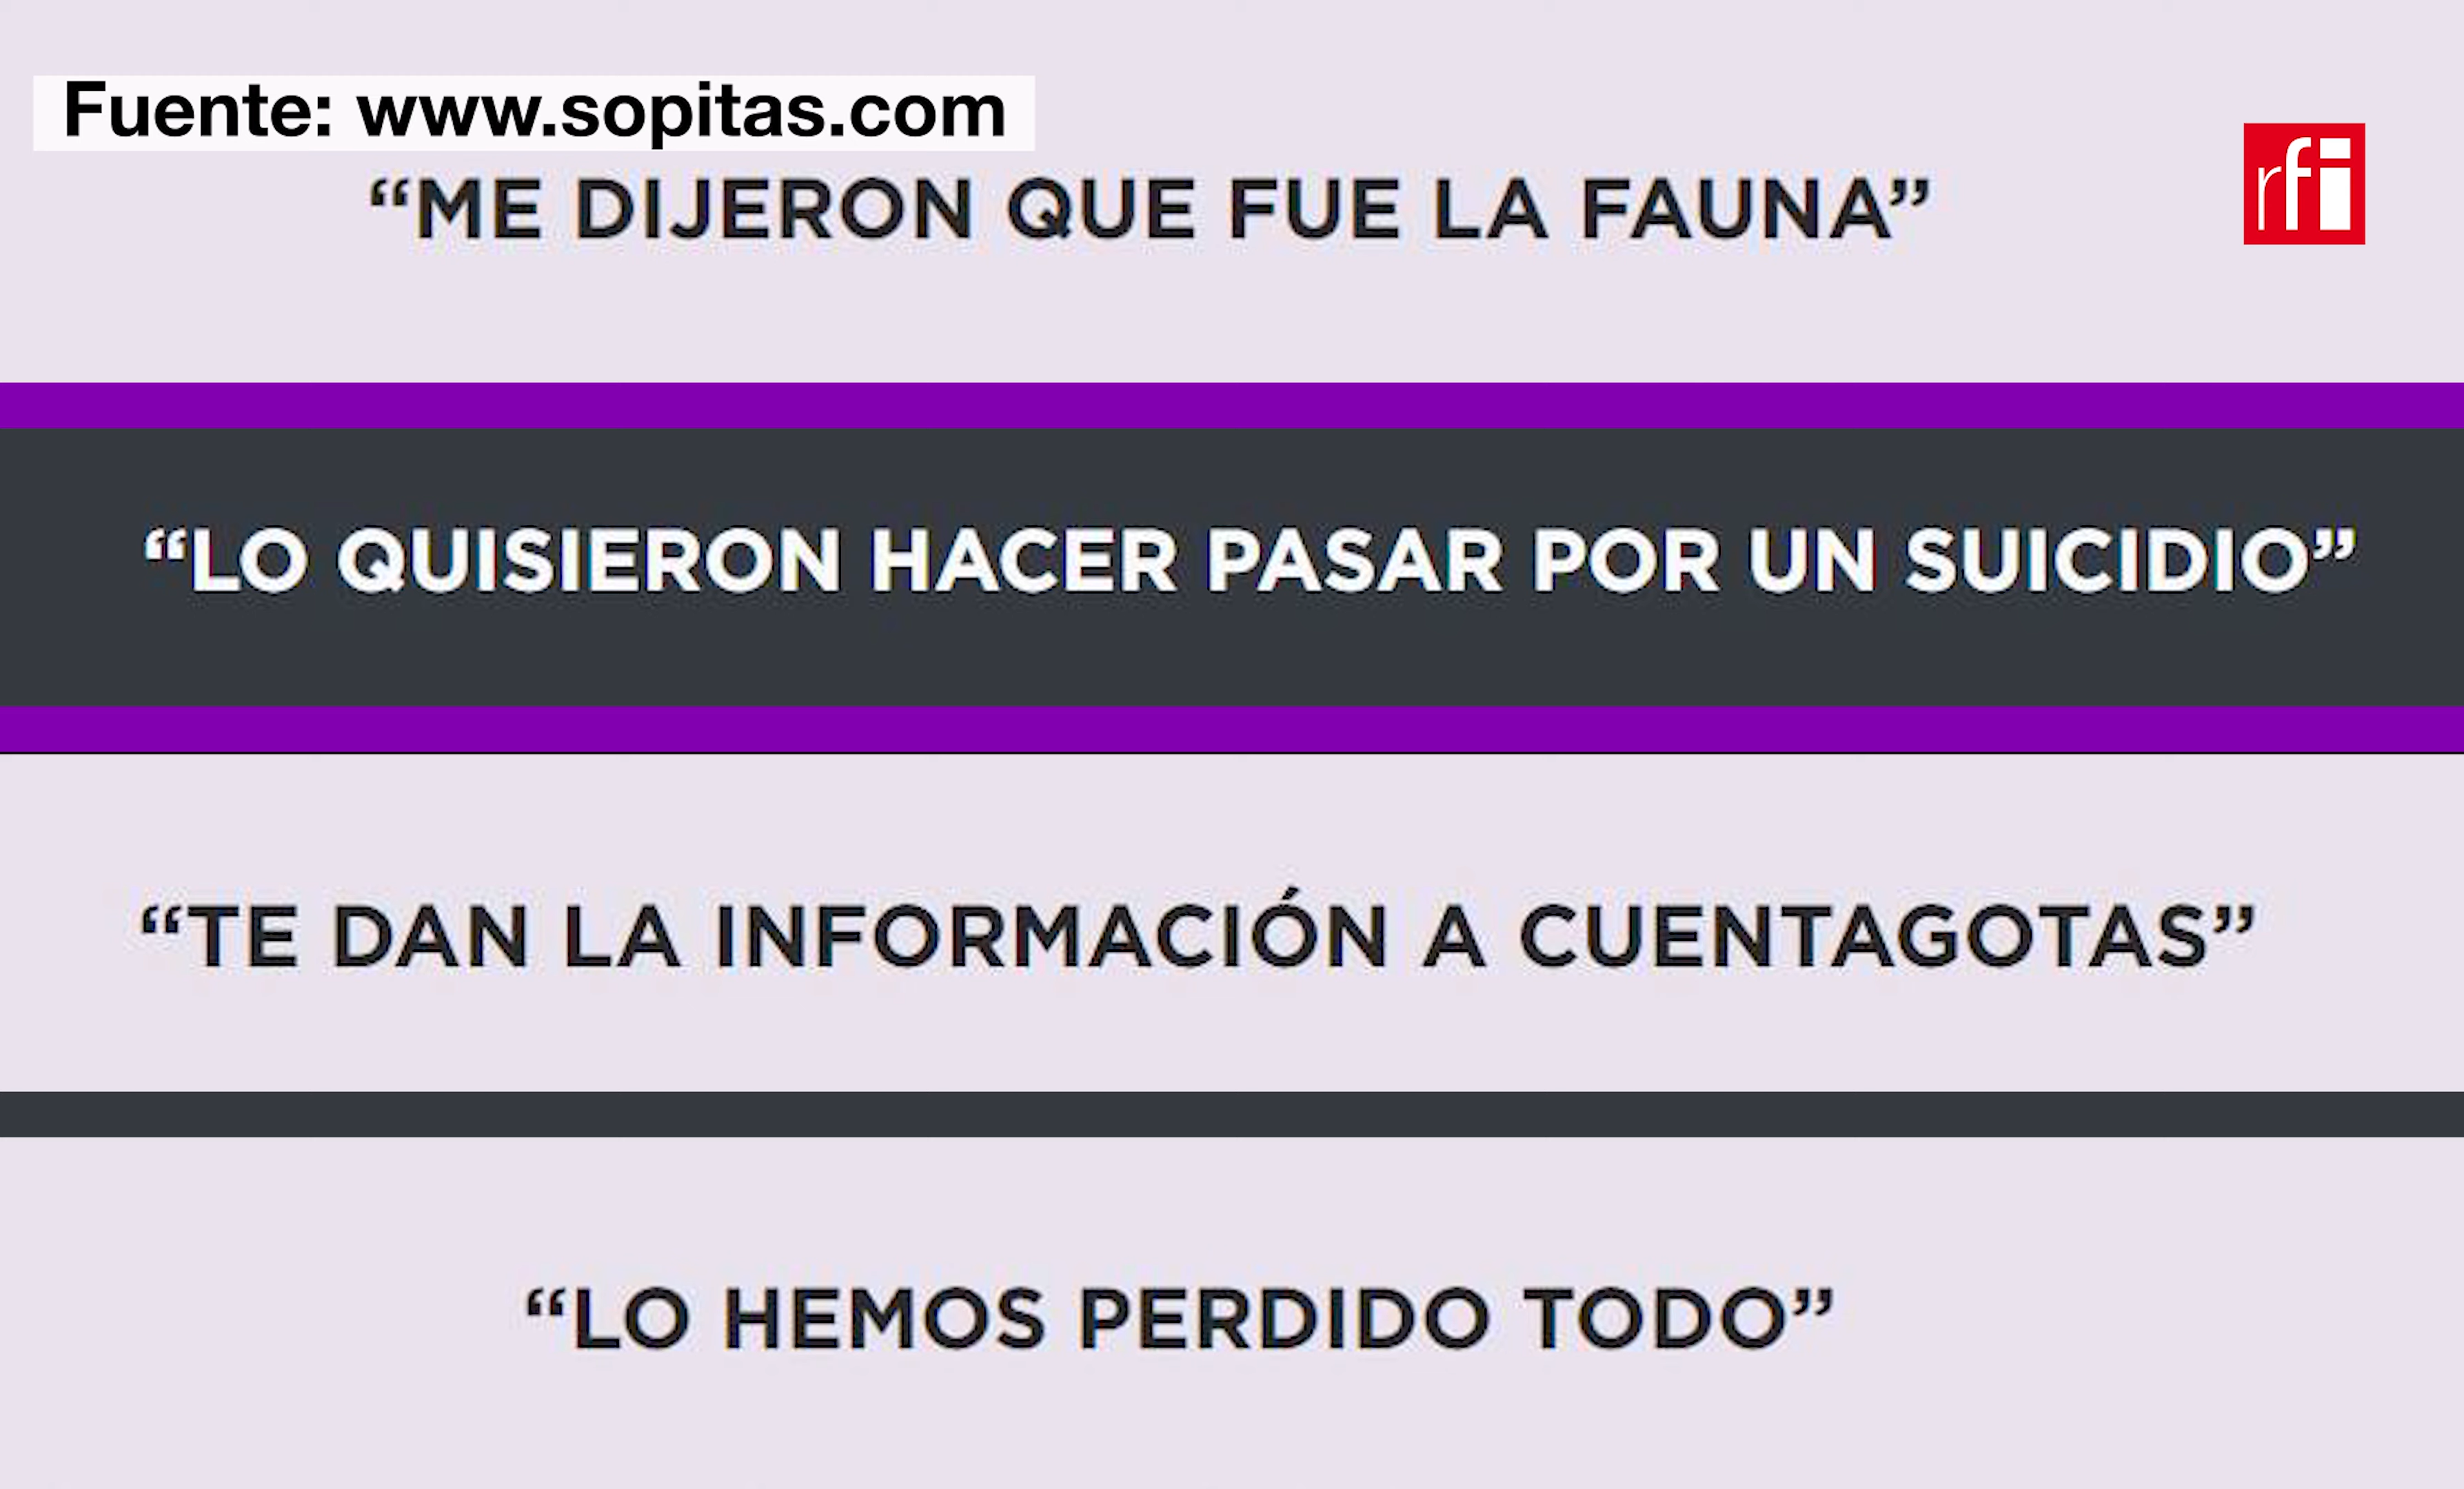 Fuente: www.sopitas.com
“ME DIJERON QUE FUE LA FAUNA”
rfi
“LO QUISIERON HACER PASAR POR UN SUICIDIO”
“TE DAN LA INFORMACIÓN A CUENTAGOTAS”
“LO HEMOS PERDIDO TODO”